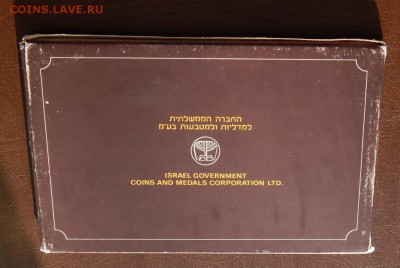 COINS.LAVE.RU
החברה הממשלתית
למדליות ולמטבעות בע"מ
ISRAEL GOVERNMENT
COINS AND MEDALS CORPORATION LTD.